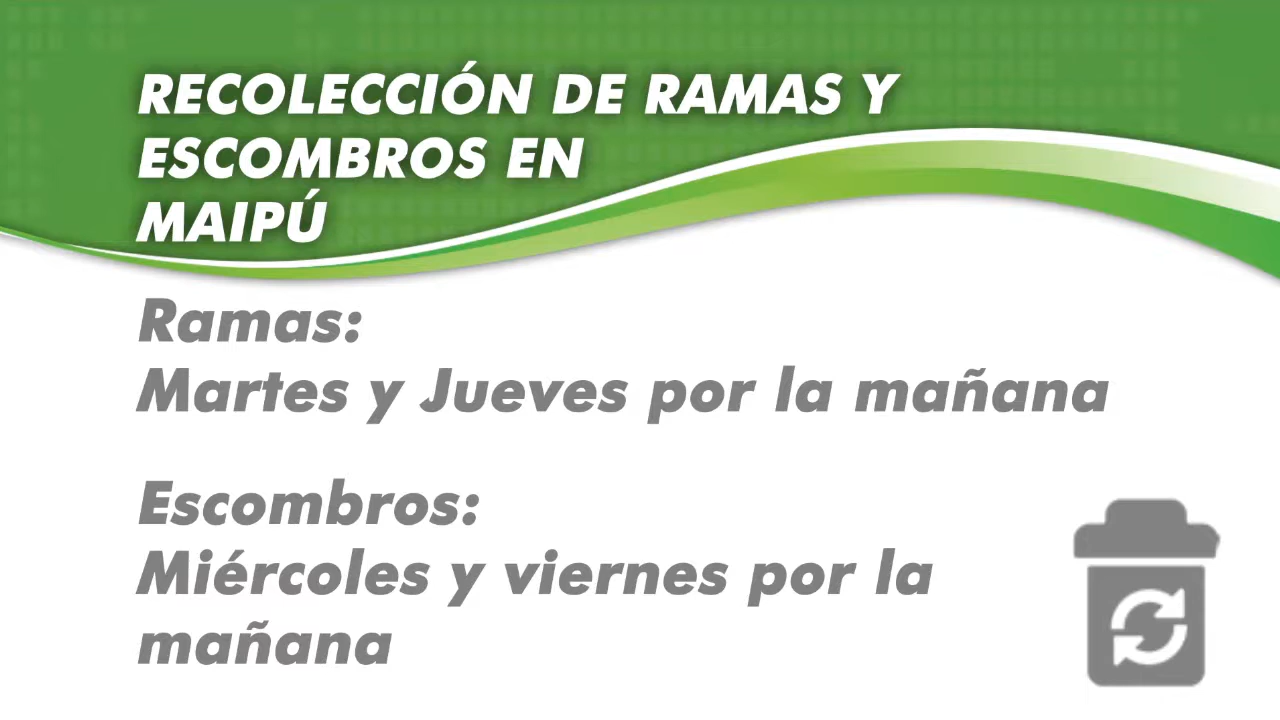 RECOLECCIÓN DE RAMAS Y
ESCOMBROS EN
MAIPÚ
Ramas:
Martes y Jueves por la mañana
Escombros:
Miércoles y viernes por la
mañana